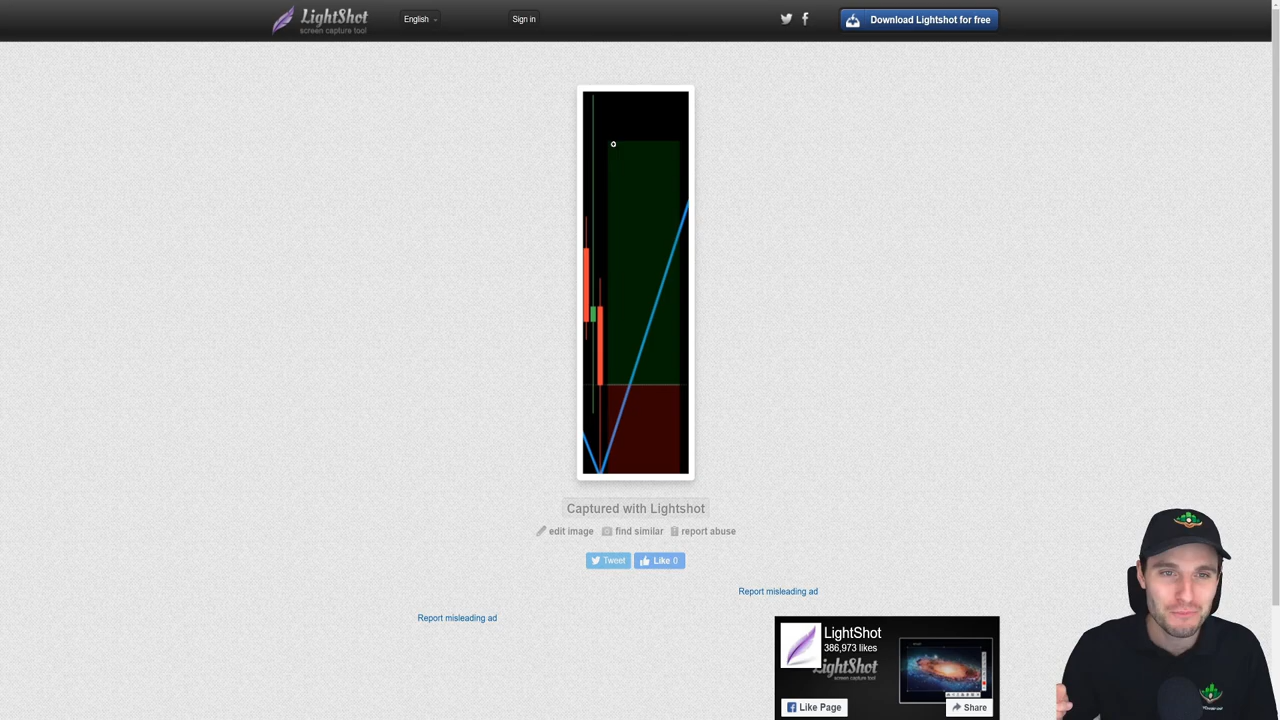 LightShot
screen capture tool
English
Sign in
Download Lightshot for free
Captured with Lightshot
edit image
find similar
report abuse
Tweet
Like 0
Report misleading ad
Report misleading ad
LightShot
386,973 likes
LightShot
screen capture tool
Like Page
Share